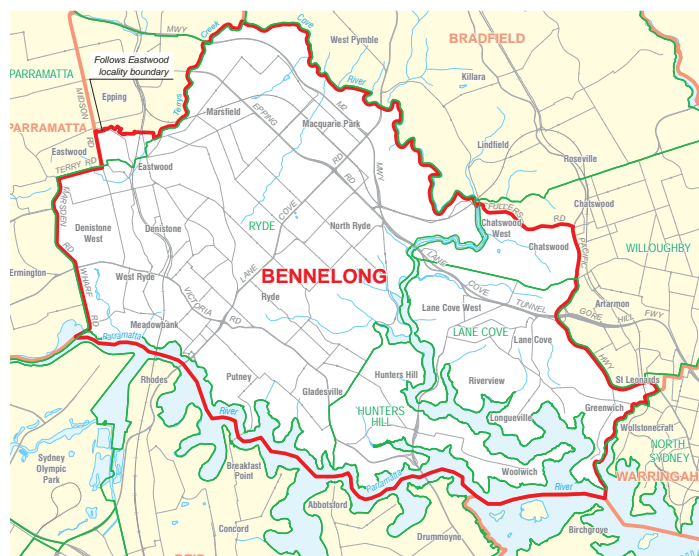 MWY
Creek
Cove
West Pymble
BRADFIELD
Follows Eastwood
locality boundary
PARRAMATTA
River
Killara
Epping
Terrys
Marsfield
EPPING
M2
Macquarie Park
MIDSON
RD
PARRAMATTA
Eastwood
TERRY RD
Eastwood
RD
MWY
Lindfield
Roseville
Chatswood
MARSDEN
RD
Denistone
West
Denistone
RYDE
COVE
North Ryde
RD
FULLERS
RD
Chatswood
West
Chatswood
PACIFIC
WILLOUGHBY
Ermington
WHARF
RD
West Ryde
LANE
BENNELONG
Ryde
VICTORIA
RD
LANE
COVE
TUNNEL
Lane Cove West
Artarmon
GORE HILL FWY
Meadowbank
Parramatta
LANE COVE
Lane Cove
HWY
Rhodes
Putney
Gladesville
Hunters Hill
Riverview
St Leonards
River
HUNTERS
HILL
Longueville
Greenwich
Wollstonecraft
NORTH
SYDNEY
Sydney
Olympic
Park
Breakfast
Point
Parramatta
Woolwich
River
WARRINGAH
Abbotsford
Concord
Drummoyne
Birchgrove
REID